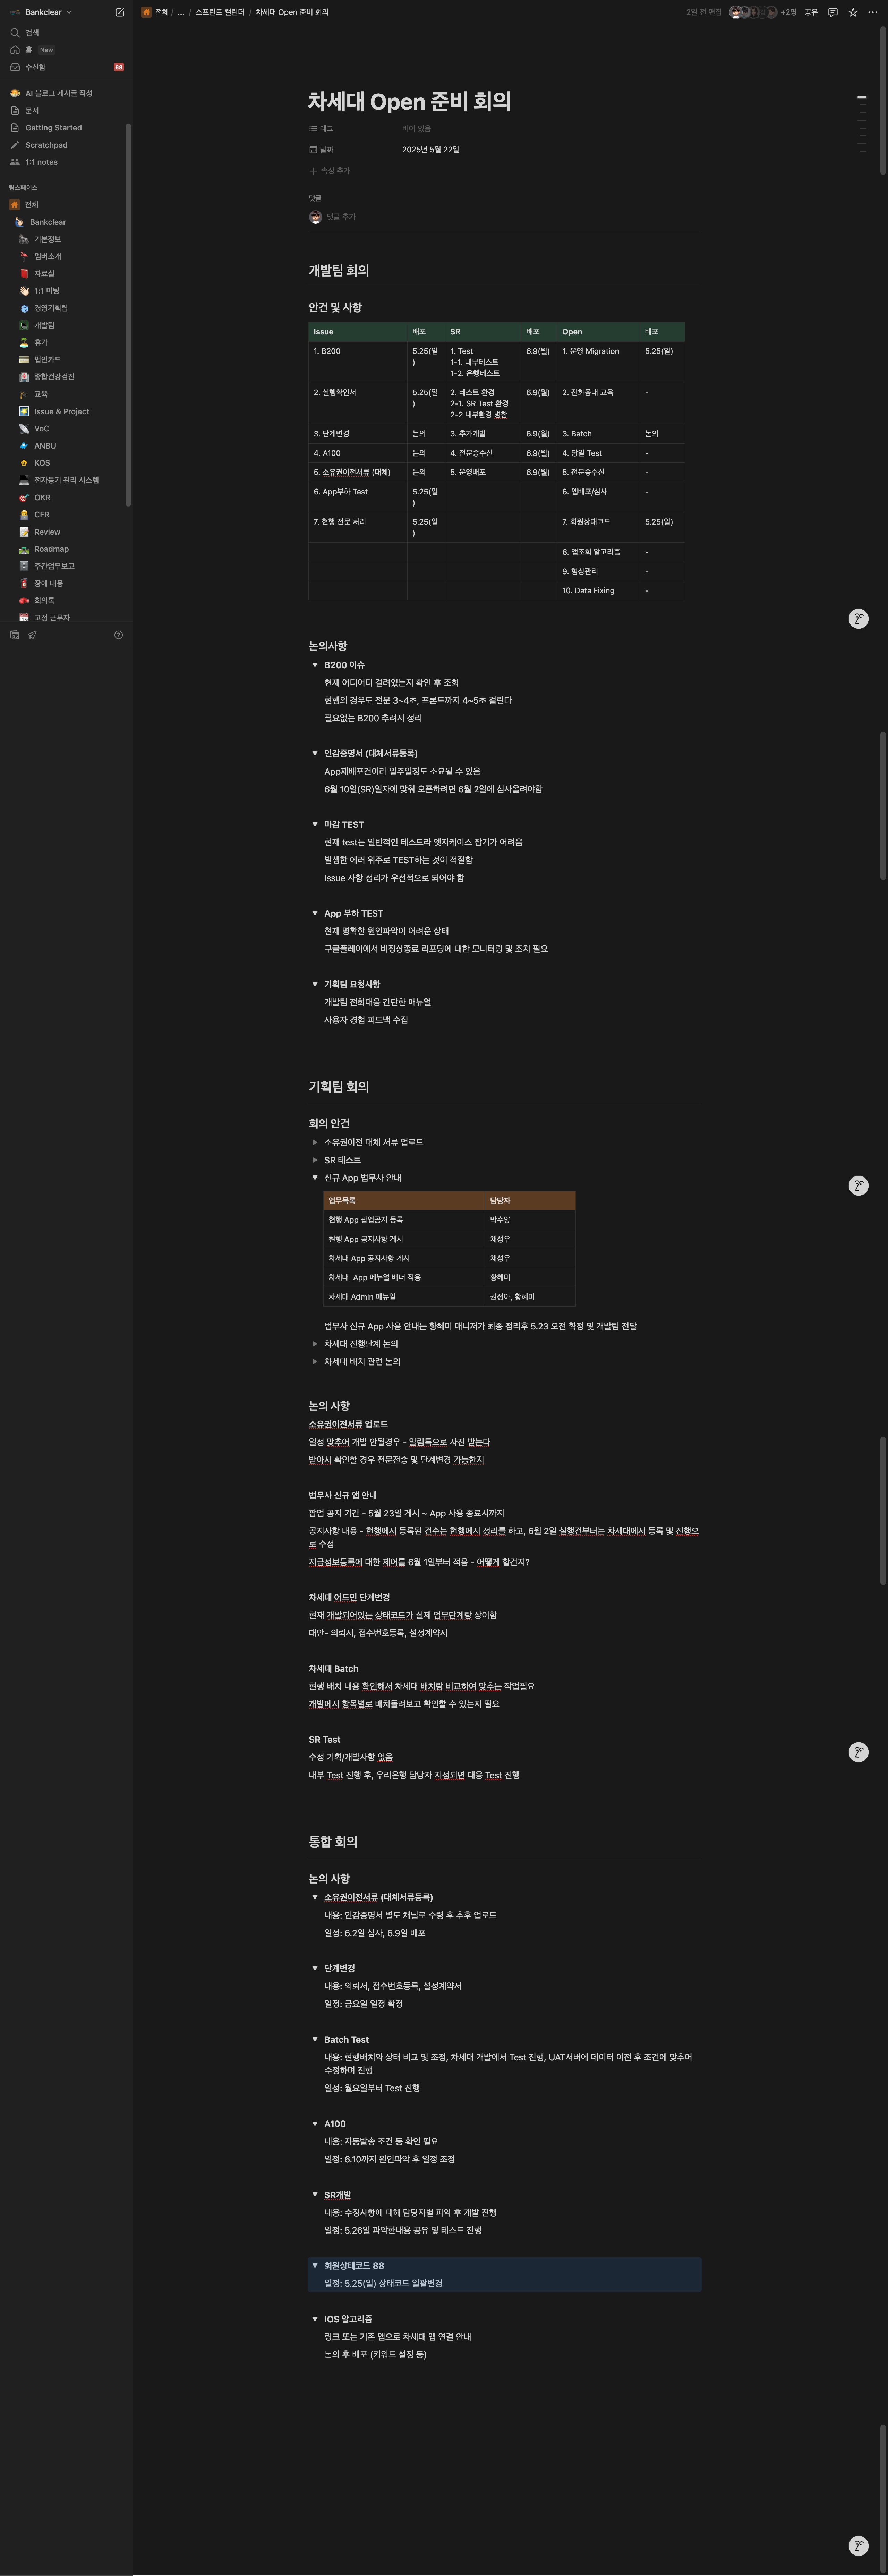 Bankclear
검색
홈 New
수신함 68
AI 블로그 게시글 작성
문서
Getting Started
Scratchpad
1:1 notes
팀스페이스
전체
Bankclear
기본정보
멤버소개
자료실
1:1 미팅
경영기획팀
개발팀
휴가
법인카드
종합건강검진
교육
Issue & Project
VoC
ANBU
KOS
전자등기 관리 시스템
OKR
CFR
Review
Roadmap
주간업무보고
장애 대응
회의록
고정 근무자
전체 / ... / 스프린트 캘린더 / 차세대 Open 준비 회의
2일 전 편집 +2명 공유
차세대 Open 준비 회의
태그 비어 있음
날짜 2025년 5월 22일
속성 추가
댓글
댓글 추가
개발팀 회의
안건 및 사항
Issue 배포 SR 배포 Open 배포
1. B200 5.25(일) 1. Test 6.9(월) 1. 운영 Migration 5.25(일)
1-1. 내부테스트
1-2. 은행테스트
2. 실행확인서 5.25(일) 2. 테스트 환경 6.9(월) 2. 전화응대 교육 -
2-1. SR Test 환경
2-2 내부환경 병합
3. 단계변경 논의 3. 추가개발 6.9(월) 3. Batch 논의
4. A100 논의 4. 전문송수신 6.9(월) 4. 당일 Test -
5. 소유권이전서류 (대체) 논의 5. 운영배포 6.9(월) 5. 전문송수신 -
6. App부하 Test 5.25(일) 6. 앱배포/심사 -
7. 현행 전문 처리 5.25(일) 7. 회원상태코드 5.25(일)
8. 앱조회 알고리즘 -
9. 형상관리 -
10. Data Fixing -
논의사항
B200 이슈
현재 어디어디 걸려있는지 확인 후 조회
현행의 경우도 전문 3~4초, 프론트까지 4~5초 걸린다
필요없는 B200 추려서 정리
인감증명서 (대체서류등록)
App재배포건이라 일주일정도 소요될 수 있음
6월 10일(SR)일자에 맞춰 오픈하려면 6월 2일에 심사올려야함
마감 TEST
현재 test는 일반적인 테스트라 엣지케이스 잡기가 어려움
발생한 에러 위주로 TEST하는 것이 적절함
Issue 사항 정리가 우선적으로 되어야 함
App 부하 TEST
현재 명확한 원인파악이 어려운 상태
구글플레이에서 비정상종료 리포팅에 대한 모니터링 및 조치 필요
기획팀 요청사항
개발팀 전화대응 간단한 매뉴얼
사용자 경험 피드백 수집
기획팀 회의
회의 안건
소유권이전 대체 서류 업로드
SR 테스트
신규 App 법무사 안내
업무목록 담당자
현행 App 팝업공지 등록 박수양
현행 App 공지사항 게시 채성우
차세대 App 공지사항 게시 채성우
차세대 App 메뉴얼 배너 적용 황혜미
차세대 Admin 메뉴얼 권정아, 황혜미
법무사 신규 App 사용 안내는 황혜미 매니저가 최종 정리후 5.23 오전 확정 및 개발팀 전달
차세대 진행단계 논의
차세대 배치 관련 논의
논의 사항
소유권이전서류 업로드
일정 맞추어 개발 안될경우 - 알림톡으로 사진 받는다
받아서 확인할 경우 전문전송 및 단계변경 가능한지
법무사 신규 앱 안내
팝업 공지 기간 - 5월 23일 게시 ~ App 사용 종료시까지
공지사항 내용 - 현행에서 등록된 건수는 현행에서 정리를 하고, 6월 2일 실행건부터는 차세대에서 등록 및 진행으
로 수정
지급정보등록에 대한 제어를 6월 1일부터 적용 - 어떻게 할건지?
차세대 어드민 단계변경
현재 개발되어있는 상태코드가 실제 업무단계랑 상이함
대안- 의뢰서, 접수번호등록, 설정계약서
차세대 Batch
현행 배치 내용 확인해서 차세대 배치랑 비교하여 맞추는 작업필요
개발에서 항목별로 배치돌려보고 확인할 수 있는지 필요
SR Test
수정 기획/개발사항 없음
내부 Test 진행 후, 우리은행 담당자 지정되면 대응 Test 진행
통합 회의
논의 사항
소유권이전서류 (대체서류등록)
내용: 인감증명서 별도 채널로 수령 후 추후 업로드
일정: 6.2일 심사, 6.9일 배포
단계변경
내용: 의뢰서, 접수번호등록, 설정계약서
일정: 금요일 일정 확정
Batch Test
내용: 현행배치와 상태 비교 및 조정, 차세대 개발에서 Test 진행, UAT서버에 데이터 이전 후 조건에 맞추어
수정하며 진행
일정: 월요일부터 Test 진행
A100
내용: 자동발송 조건 등 확인 필요
일정: 6.10까지 원인파악 후 일정 조정
SR개발
내용: 수정사항에 대해 담당자별 파악 후 개발 진행
일정: 5.26일 파악한내용 공유 및 테스트 진행
회원상태코드 88
일정: 5.25(일) 상태코드 일괄변경
IOS 알고리즘
링크 또는 기존 앱으로 차세대 앱 연결 안내
논의 후 배포 (키워드 설정 등)